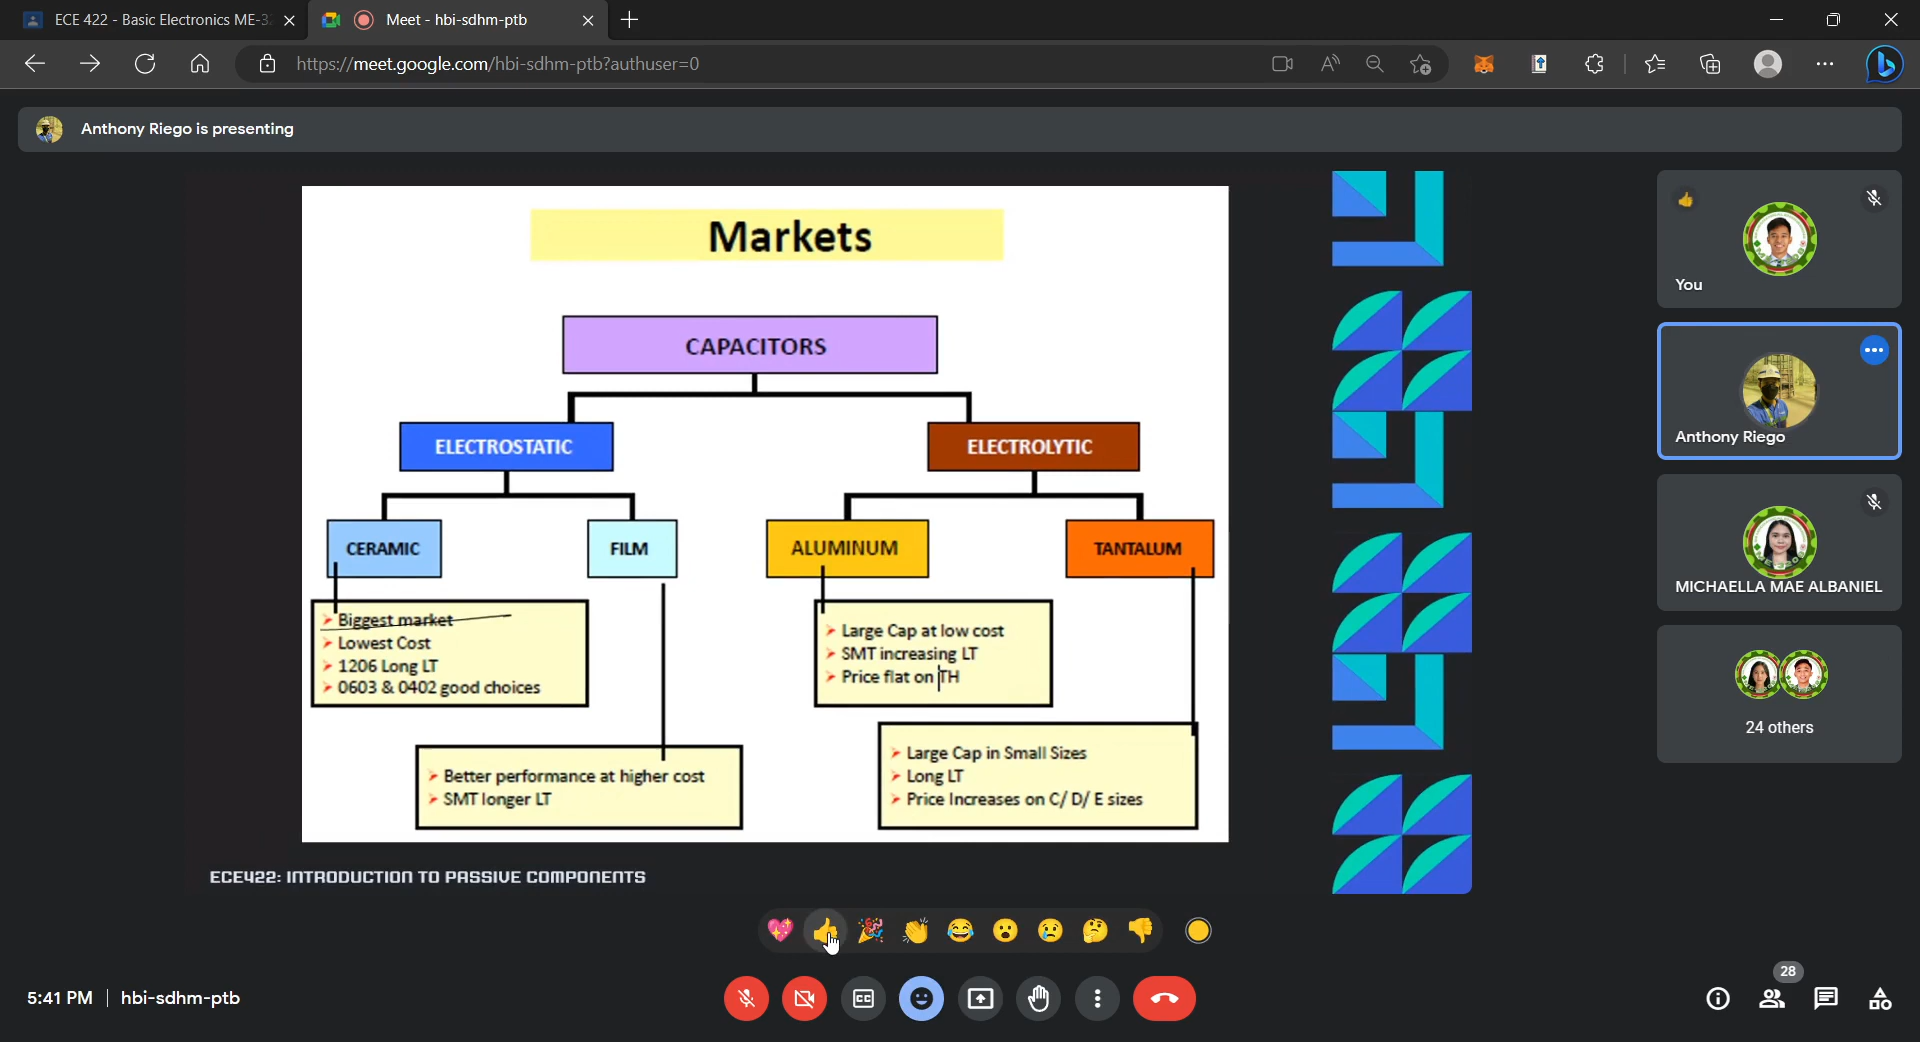 ECE 422 - Basic Electronics ME-32
Meet - hbi-sdhm-ptb
https://meet.google.com/hbi-sdhm-ptb?authuser=0
Anthony Riego is presenting
Markets
CAPACITORS
ELECTROSTATIC
ELECTROLYTIC
CERAMIC
FILM
ALUMINUM
TANTALUM
Biggest market
Lowest Cost
1206 Long LT
0603 & 0402 good choices
Large Cap at low cost
SMT increasing LT
Price flat on TH
Better performance at higher cost
SMT longer LT
Large Cap in Small Sizes
Long LT
Price Increases on C/ D/ E sizes
ECE422: INTRODUCTION TO PASSIVE COMPONENTS
You
Anthony Riego
MICHAELLA MAE ALBANIEL
24 others
5:41 PM | hbi-sdhm-ptb
CC
28